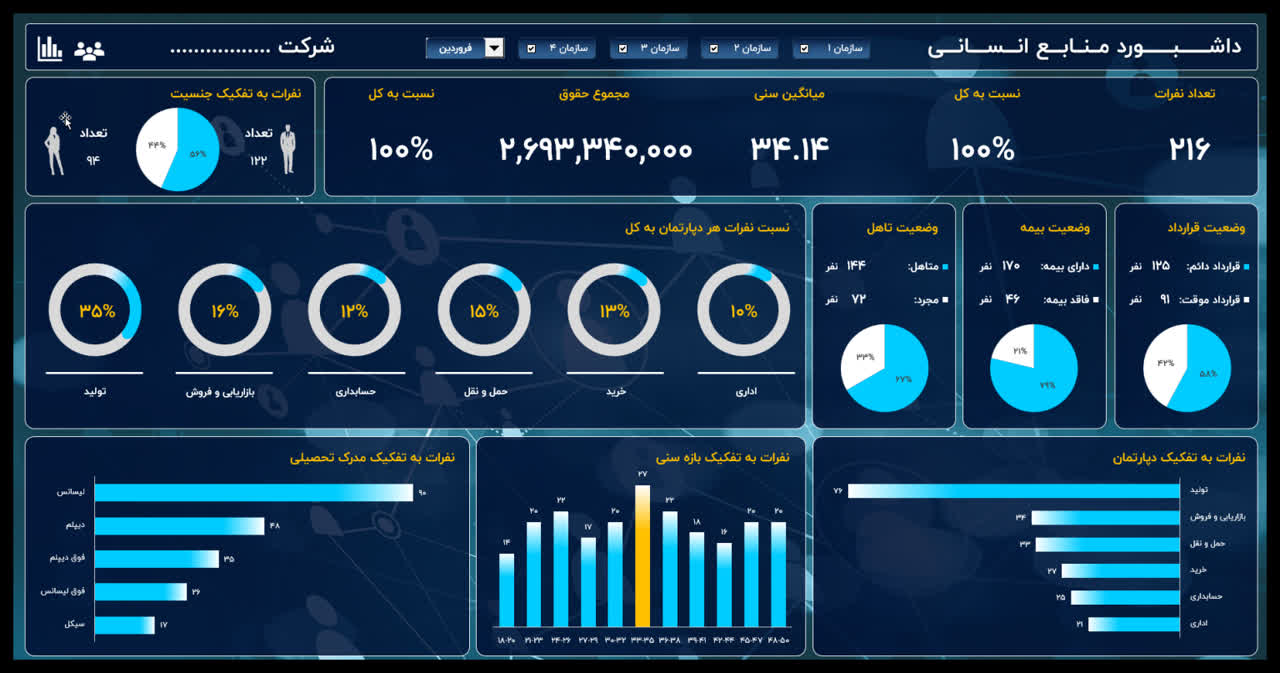 داشبورد منابع انسانی
سازمان ۱
سازمان ۲
سازمان ۳
سازمان ۴
فروردین
شرکت .................
تعداد نفرات
۲۱۶
نسبت به کل
۱۰۰%
میانگین سنی
۳۴.۱۴
مجموع حقوق
۲,۶۹۳,۳۴۰,۰۰۰
نسبت به کل
۱۰۰%
نفرات به تفکیک جنسیت
تعداد
۱۲۲
۵۶%
۴۴%
تعداد
۹۴
وضعیت قرارداد
قرارداد دائم: ۱۲۵ نفر
قرارداد موقت: ۹۱ نفر
۵۸%
۴۲%
وضعیت بیمه
دارای بیمه: ۱۷۰ نفر
فاقد بیمه: ۴۶ نفر
۲۱%
۷۹%
وضعیت تاهل
متاهل: ۱۴۴ نفر
مجرد: ۷۲ نفر
۳۳%
۶۷%
نسبت نفرات هر دپارتمان به کل
۱۰%
اداری
۱۳%
خرید
۱۵%
حمل و نقل
۱۲%
حسابداری
۱۶%
بازاریابی و فروش
۳۵%
تولید
نفرات به تفکیک دپارتمان
تولید ۷۶
بازاریابی و فروش ۳۴
حمل و نقل ۳۳
خرید ۲۷
حسابداری ۲۵
اداری ۲۱
نفرات به تفکیک بازه سنی
۱۴ ۲۰ ۲۲ ۱۷ ۲۰ ۲۷ ۲۲ ۱۸ ۱۶ ۲۰ ۲۰
۱۸-۲۰ ۲۱-۲۳ ۲۴-۲۶ ۲۷-۲۹ ۳۰-۳۲ ۳۳-۳۵ ۳۶-۳۸ ۳۹-۴۱ ۴۲-۴۴ ۴۵-۴۷ ۴۸-۵۰
نفرات به تفکیک مدرک تحصیلی
لیسانس ۹۰
دیپلم ۴۸
فوق دیپلم ۳۵
فوق لیسانس ۲۶
سیکل ۱۷